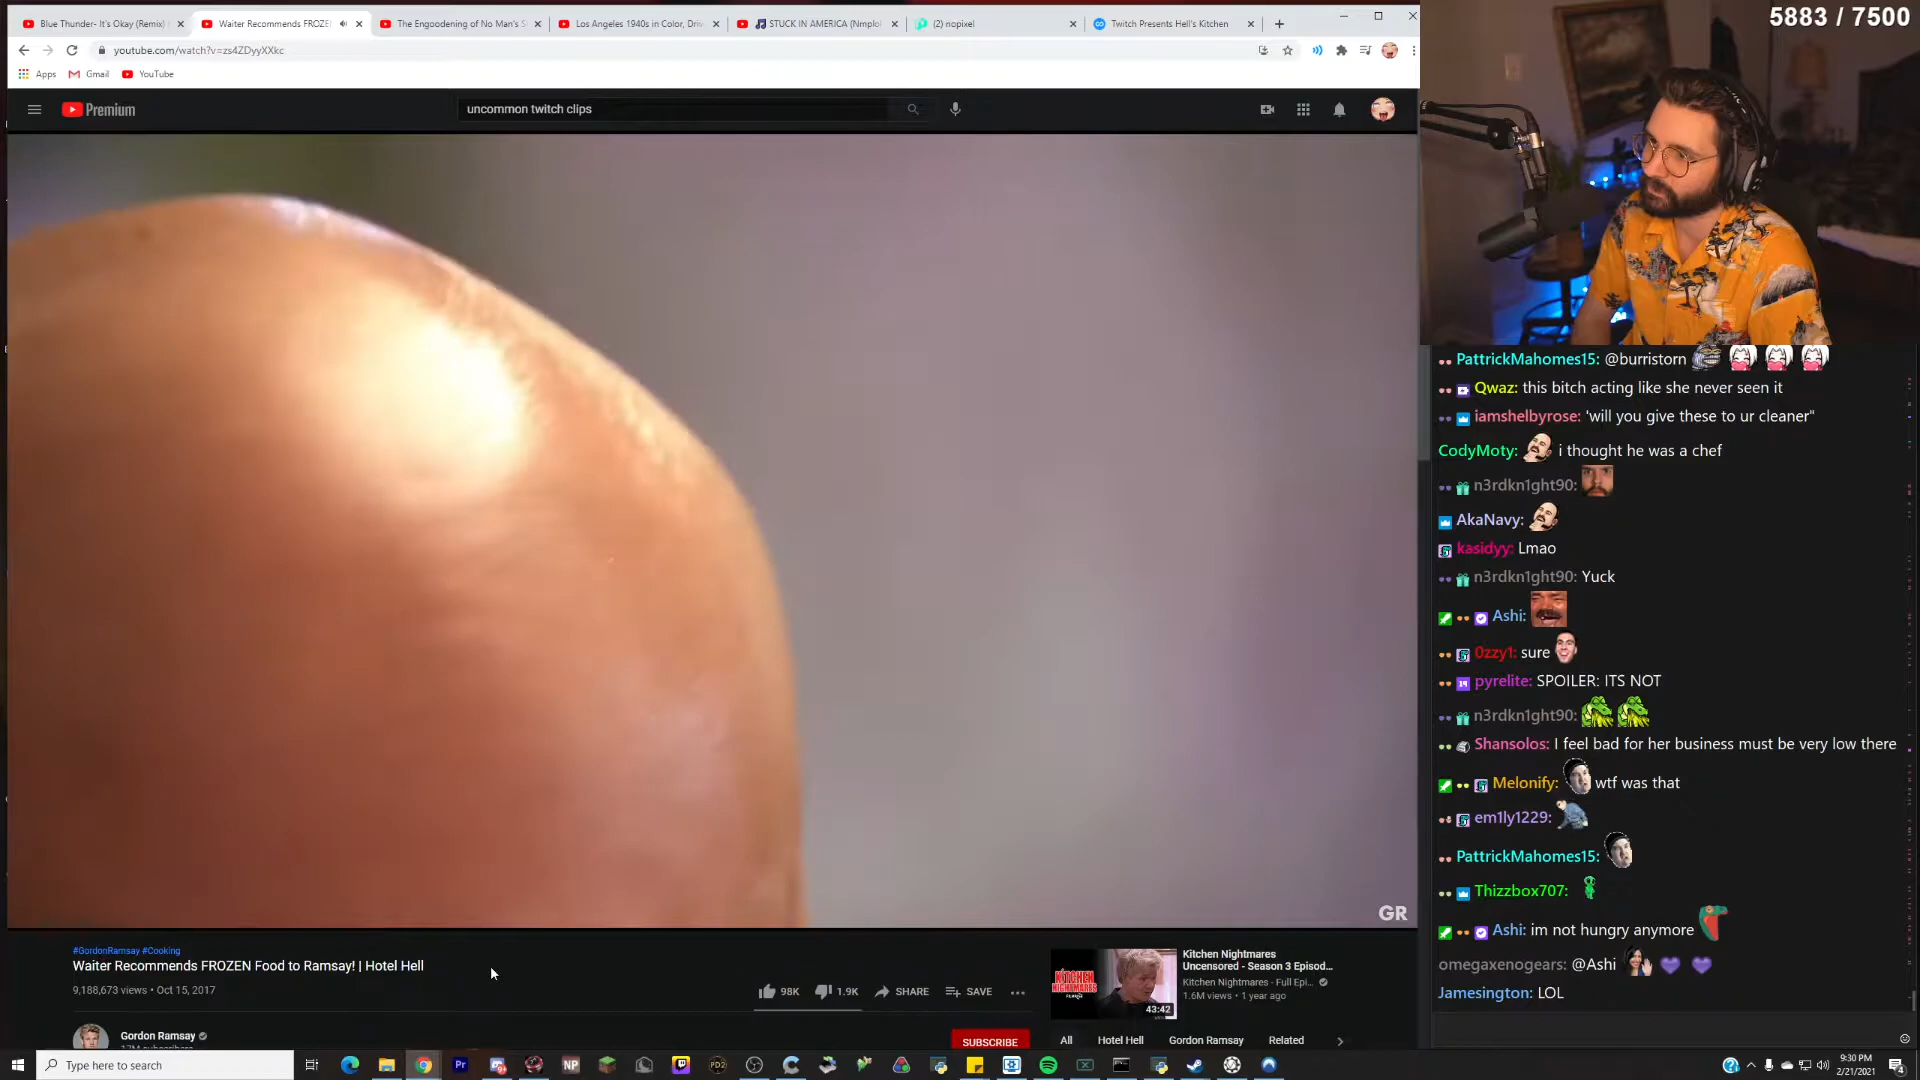 Blue Thunder- It's Okay (Remix)
Waiter Recommends FROZEN
The Engoodening of No Man's S
Los Angeles 1940s in Color, Driv
STUCK IN AMERICA (Nmplol
(2) nopixel
Twitch Presents Hell's Kitchen
5883 / 7500
youtube.com/watch?v=zs4ZDyyXXkc
Apps
Gmail
YouTube
Premium
uncommon twitch clips
PattrickMahomes15: @burristorn
Qwaz: this bitch acting like she never seen it
iamshelbyrose: 'will you give these to ur cleaner"
CodyMoty: i thought he was a chef
n3rdkn1ght90:
AkaNavy:
kasidyy: Lmao
n3rdkn1ght90: Yuck
Ashi:
0zzy1: sure
pyrelite: SPOILER: ITS NOT
n3rdkn1ght90:
Shansolos: I feel bad for her business must be very low there
Melonify: wtf was that
em1ly1229:
PattrickMahomes15:
Thizzbox707:
Ashi: im not hungry anymore
omegaxenogears: @Ashi
Jamesington: LOL
GR
#GordonRamsay #Cooking
Waiter Recommends FROZEN Food to Ramsay! | Hotel Hell
9,188,673 views • Oct 15, 2017
98K
1.9K
SHARE
SAVE
Gordon Ramsay
SUBSCRIBE
KITCHEN
NIGHTMARES
43:42
Kitchen Nightmares
Uncensored - Season 3 Episod...
Kitchen Nightmares - Full Epi...
1.6M views • 1 year ago
All
Hotel Hell
Gordon Ramsay
Related
Type here to search
Pr
NP
PD2
9:30 PM
2/21/2021